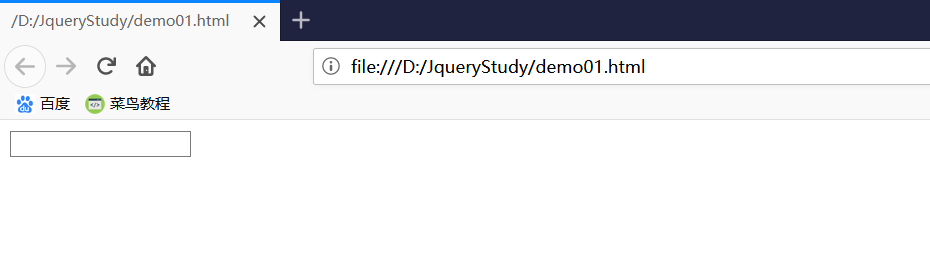 /D:/JqueryStudy/demo01.html
file:///D:/JqueryStudy/demo01.html
百度 菜鸟教程